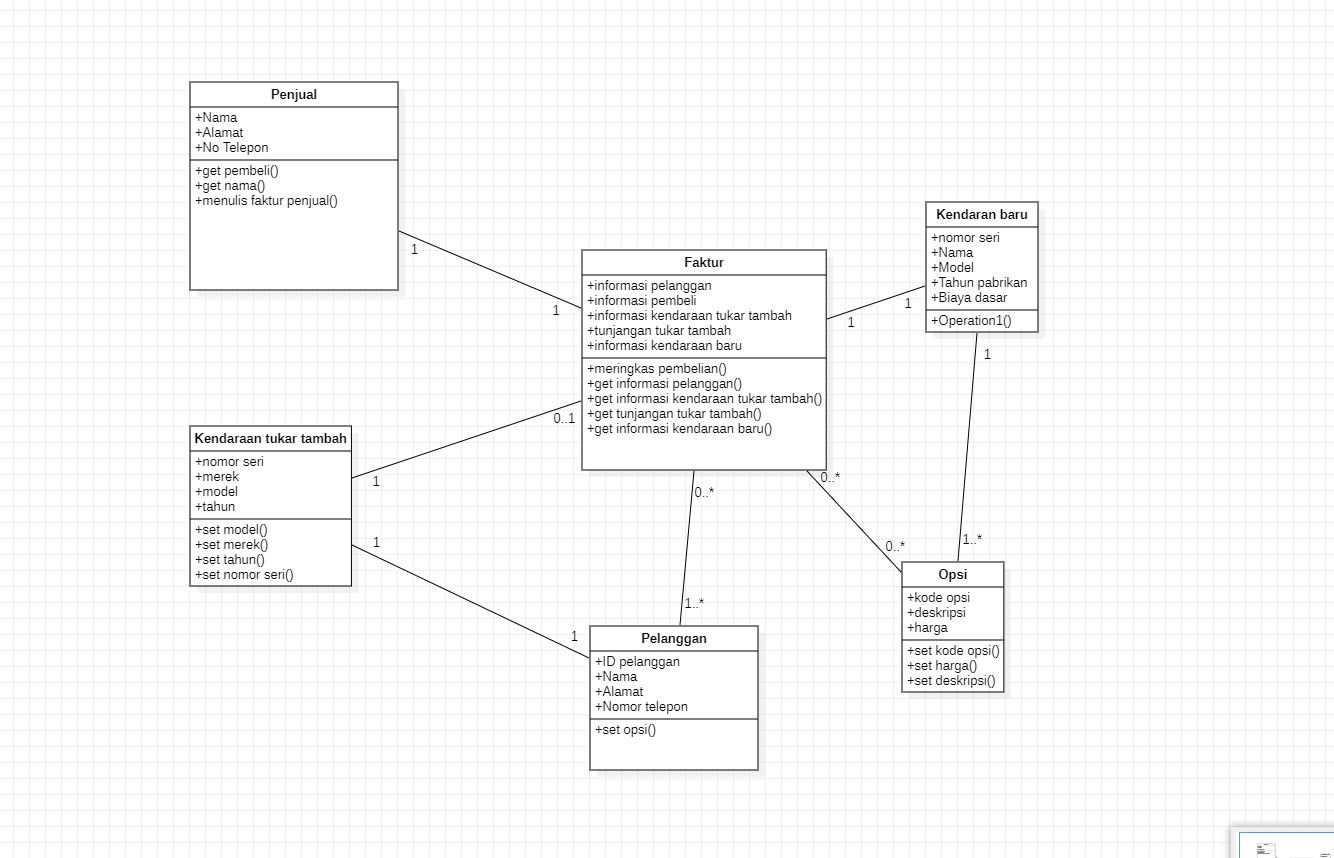 Penjual
+Nama
+Alamat
+No Telepon
+get pembeli()
+get nama()
+menulis faktur penjual()
1
1
Faktur
+informasi pelanggan
+informasi pembeli
+informasi kendaraan tukar tambah
+tunjangan tukar tambah
+informasi kendaraan baru
+meringkas pembelian()
+get informasi pelanggan()
+get informasi kendaraan tukar tambah()
+get tunjangan tukar tambah()
+get informasi kendaraan baru()
1
1
Kendaran baru
+nomor seri
+Nama
+Model
+Tahun pabrikan
+Biaya dasar
+Operation1()
1
1..*
Kendaraan tukar tambah
+nomor seri
+merek
+model
+tahun
+set model()
+set merek()
+set tahun()
+set nomor seri()
0..1
1
1
1
0..*
1..*
0..*
0..*
Pelanggan
+ID pelanggan
+Nama
+Alamat
+Nomor telepon
+set opsi()
Opsi
+kode opsi
+deskripsi
+harga
+set kode opsi()
+set harga()
+set deskripsi()